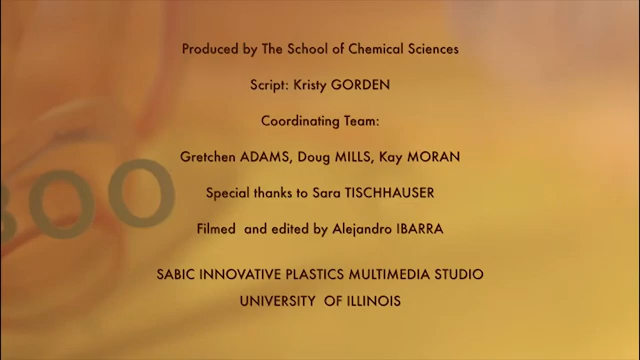 Produced by The School of Chemical Sciences
Script: Kristy GORDEN
Coordinating Team:
Gretchen ADAMS, Doug MILLS, Kay MORAN
Special thanks to Sara TISCHHAUSER
Filmed  and edited by Alejandro IBARRA
800
SABIC INNOVATIVE PLASTICS MULTIMEDIA STUDIO
UNIVERSITY  OF ILLINOIS